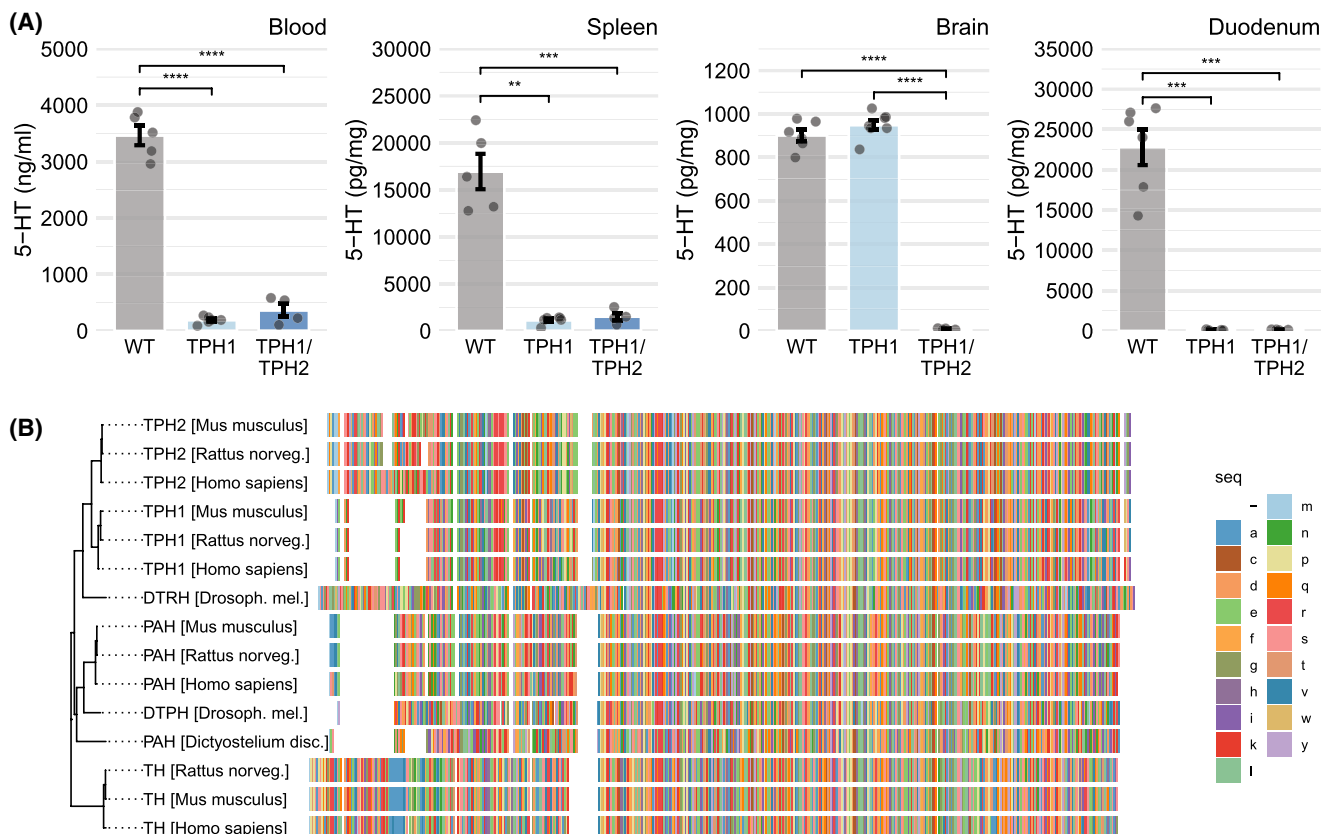 (A)
Blood
5−HT (ng/ml)
5000
4000
3000
2000
1000
0
****
****
WT
TPH1
TPH1/
TPH2
Spleen
5−HT (pg/mg)
30000
25000
20000
15000
10000
5000
0
***
**
WT
TPH1
TPH1/
TPH2
Brain
5−HT (pg/mg)
1200
1000
800
600
400
200
0
****
****
WT
TPH1
TPH1/
TPH2
Duodenum
5−HT (pg/mg)
35000
30000
25000
20000
15000
10000
5000
0
***
***
WT
TPH1
TPH1/
TPH2
(B)
TPH2 [Mus musculus]
TPH2 [Rattus norveg.]
TPH2 [Homo sapiens]
TPH1 [Mus musculus]
TPH1 [Rattus norveg.]
TPH1 [Homo sapiens]
DTRH [Drosoph. mel.]
PAH [Mus musculus]
PAH [Rattus norveg.]
PAH [Homo sapiens]
DTPH [Drosoph. mel.]
PAH [Dictyostelium disc.]
TH [Rattus norveg.]
TH [Mus musculus]
TH [Homo sapiens]
seq
−
a
c
d
e
f
g
h
i
k
l
m
n
p
q
r
s
t
v
w
y